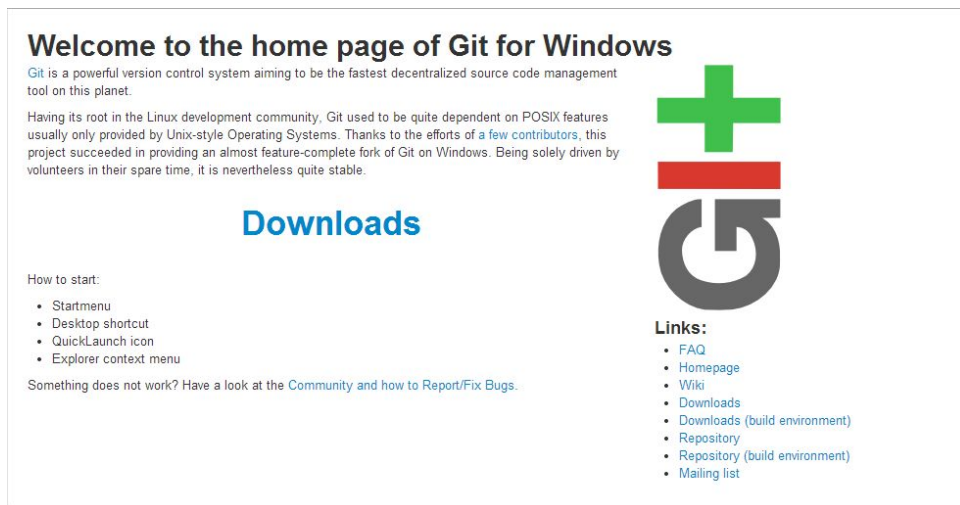 Welcome to the home page of Git for Windows
Git is a powerful version control system aiming to be the fastest decentralized source code management
tool on this planet.
Having its root in the Linux development community, Git used to be quite dependent on POSIX features
usually only provided by Unix-style Operating Systems. Thanks to the efforts of a few contributors, this
project succeeded in providing an almost feature-complete fork of Git on Windows. Being solely driven by
volunteers in their spare time, it is nevertheless quite stable.
Downloads
How to start:
• Startmenu
• Desktop shortcut
• QuickLaunch icon
• Explorer context menu
Something does not work? Have a look at the Community and how to Report/Fix Bugs.
GIt
Links:
• FAQ
• Homepage
• Wiki
• Downloads
• Downloads (build environment)
• Repository
• Repository (build environment)
• Mailing list